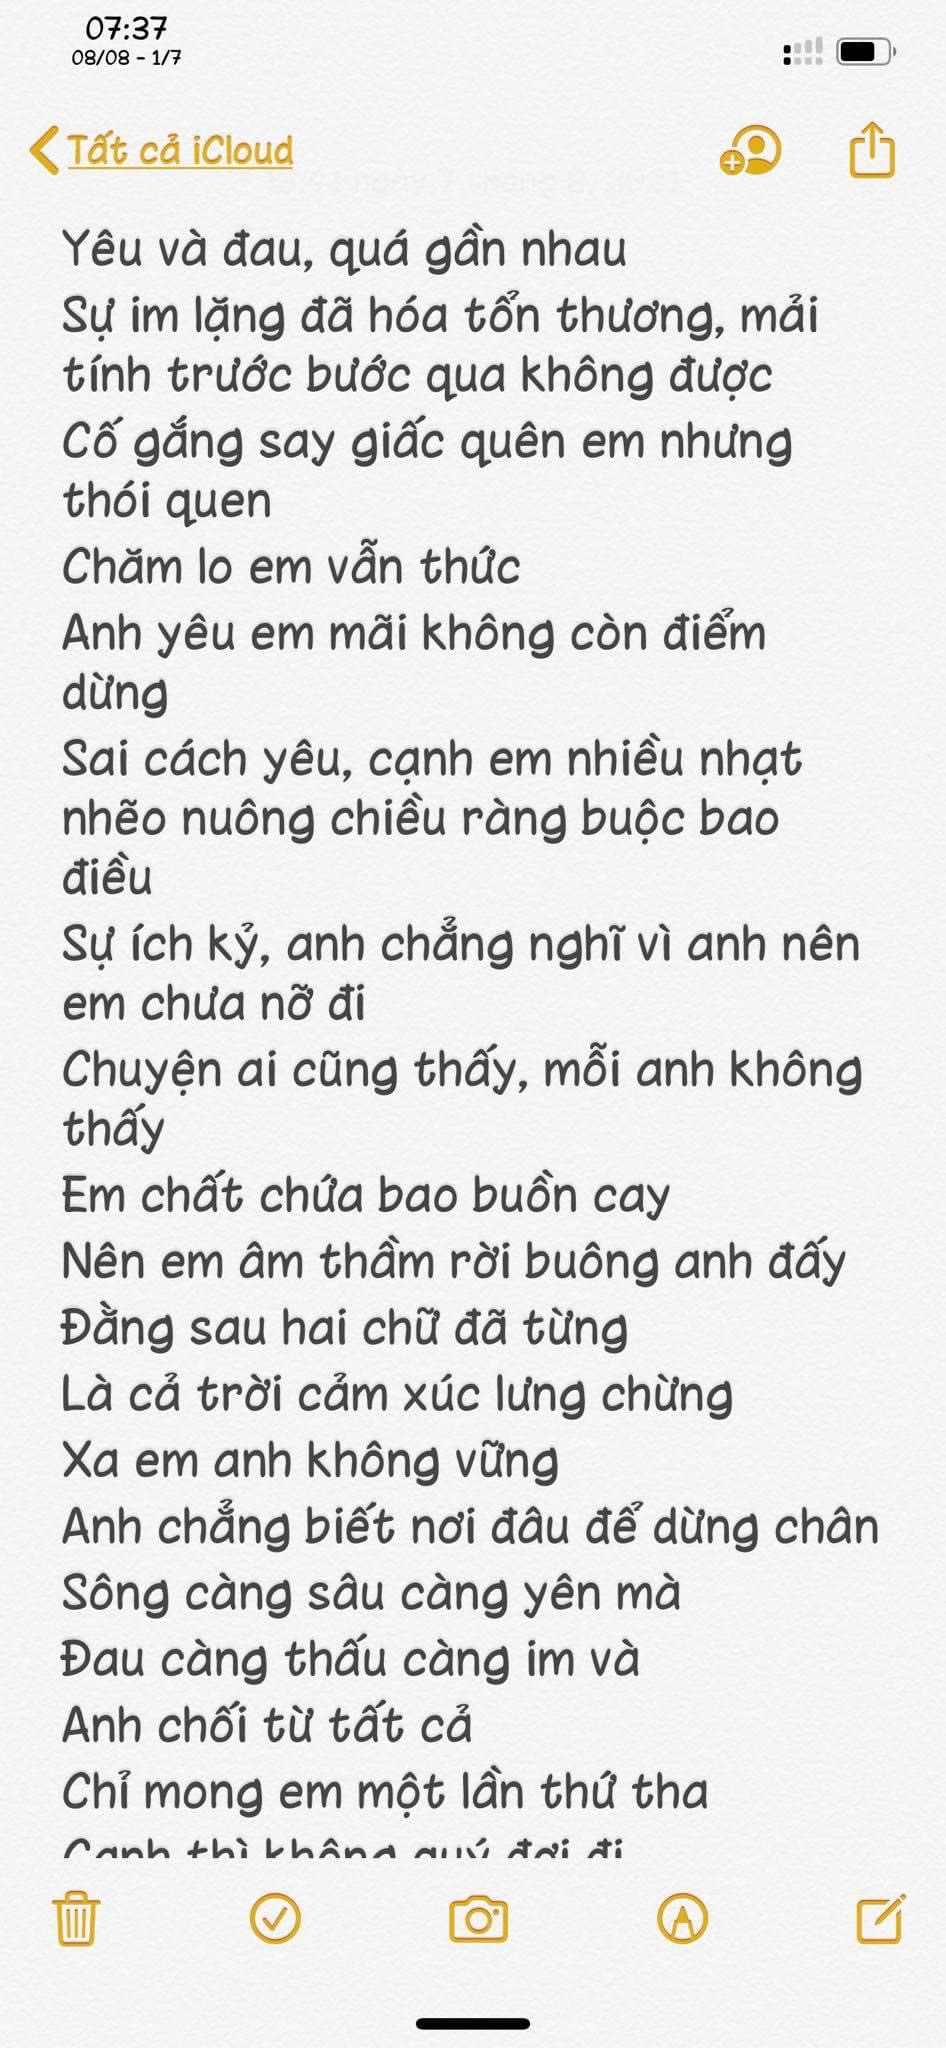 07:37
08/08 - 1/7
Tất cả iCloud
Yêu và đau, quá gần nhau
Sự im lặng đã hóa tổn thương, mải
tính trước bước qua không được
Cố gắng say giấc quên em nhưng
thói quen
Chăm lo em vẫn thức
Anh yêu em mãi không còn điểm
dừng
Sai cách yêu, cạnh em nhiều nhạt
nhẽo nuông chiều ràng buộc bao
điều
Sự ích kỷ, anh chẳng nghĩ vì anh nên
em chưa nỡ đi
Chuyện ai cũng thấy, mỗi anh không
thấy
Em chất chứa bao buồn cay
Nên em âm thầm rời buông anh đấy
Đằng sau hai chữ đã từng
Là cả trời cảm xúc lưng chừng
Xa em anh không vững
Anh chẳng biết nơi đâu để dừng chân
Sông càng sâu càng yên mà
Đau càng thấu càng im và
Anh chối từ tất cả
Chỉ mong em một lần thứ tha
Cạnh thì không quý đợi đi